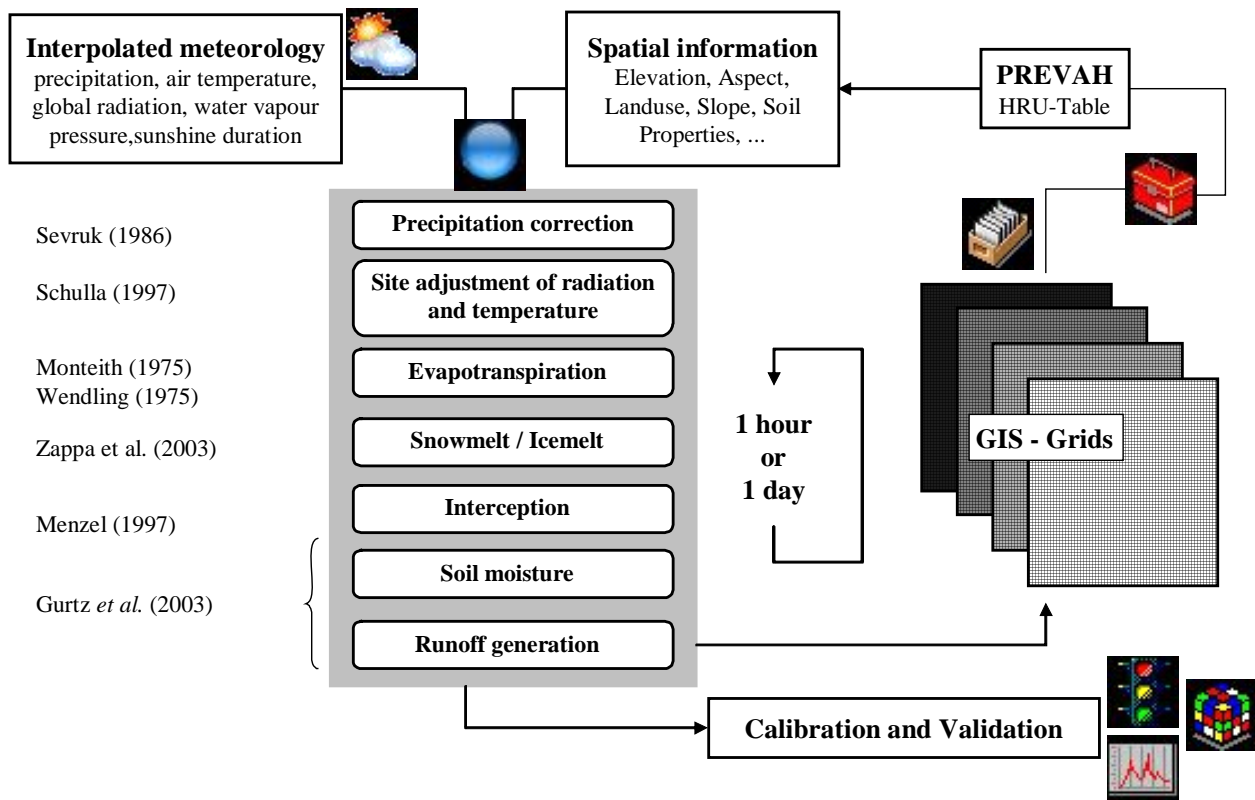 Interpolated meteorology
precipitation, air temperature,
global radiation, water vapour
pressure,sunshine duration
Spatial information
Elevation, Aspect,
Landuse, Slope, Soil
Properties, ...
PREVAH
HRU-Table
Sevruk (1986)
Precipitation correction
Schulla (1997)
Site adjustment of radiation
and temperature
Monteith (1975)
Wendling (1975)
Evapotranspiration
Zappa et al. (2003)
Snowmelt / Icemelt
Menzel (1997)
Interception
Gurtz et al. (2003)
Soil moisture
Runoff generation
1 hour
or
1 day
GIS - Grids
Calibration and Validation